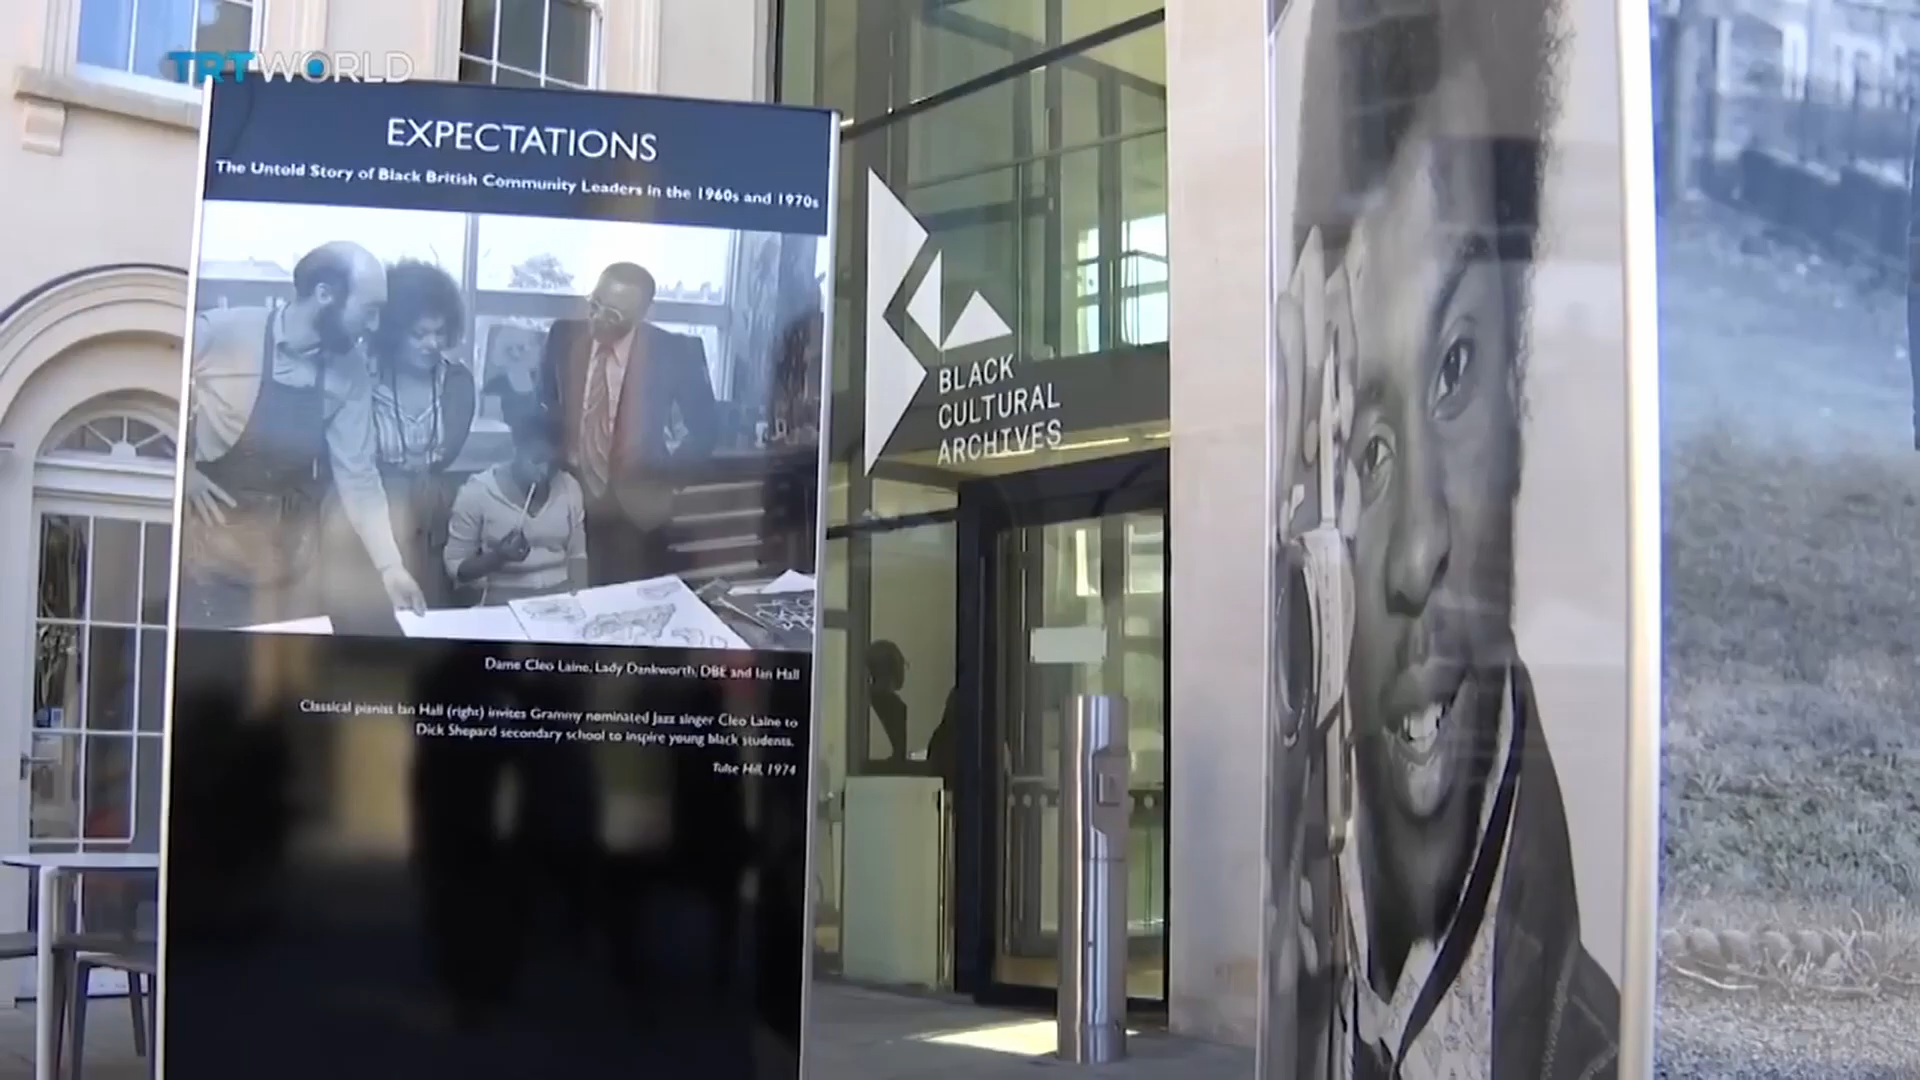 TRT WORLD
EXPECTATIONS
The Untold Story of Black British Community Leaders in the 1960s and 1970s
Dame Cleo Laine, Lady Dankworth, DBE and Ian Hall
Classical pianist Ian Hall (right) invites Grammy nominated Jazz singer Cleo Laine to
Dick Shepard secondary school to inspire young black students.
Tulse Hill, 1974
BLACK
CULTURAL
ARCHIVES